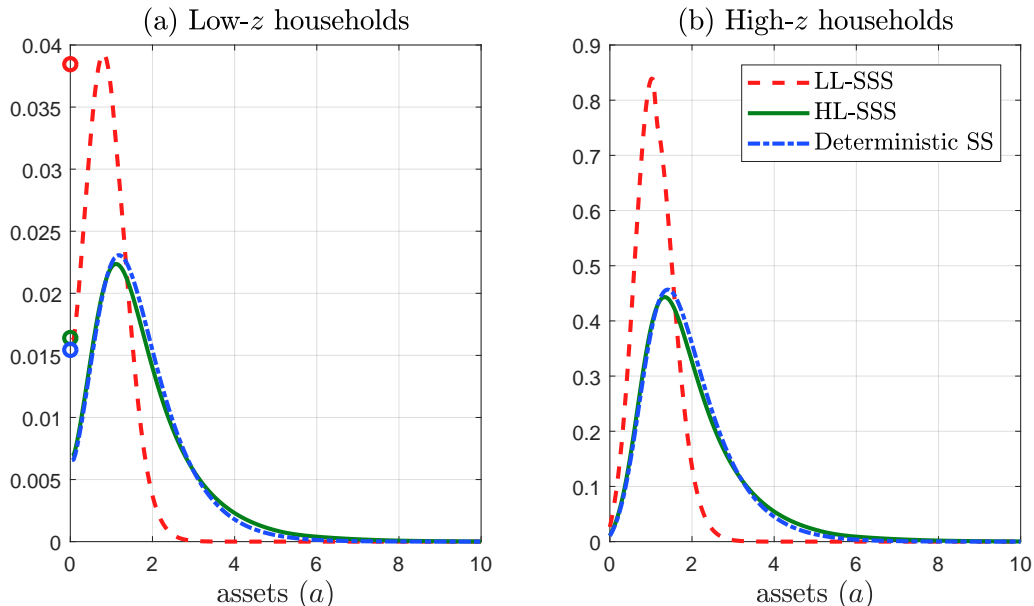 (a) Low-z households
0.04
0.035
0.03
0.025
0.02
0.015
0.01
0.005
0
0 2 4 6 8 10
assets (a)
(b) High-z households
0.9
0.8
0.7
0.6
0.5
0.4
0.3
0.2
0.1
0
0 2 4 6 8 10
assets (a)
LL-SSS
HL-SSS
Deterministic SS